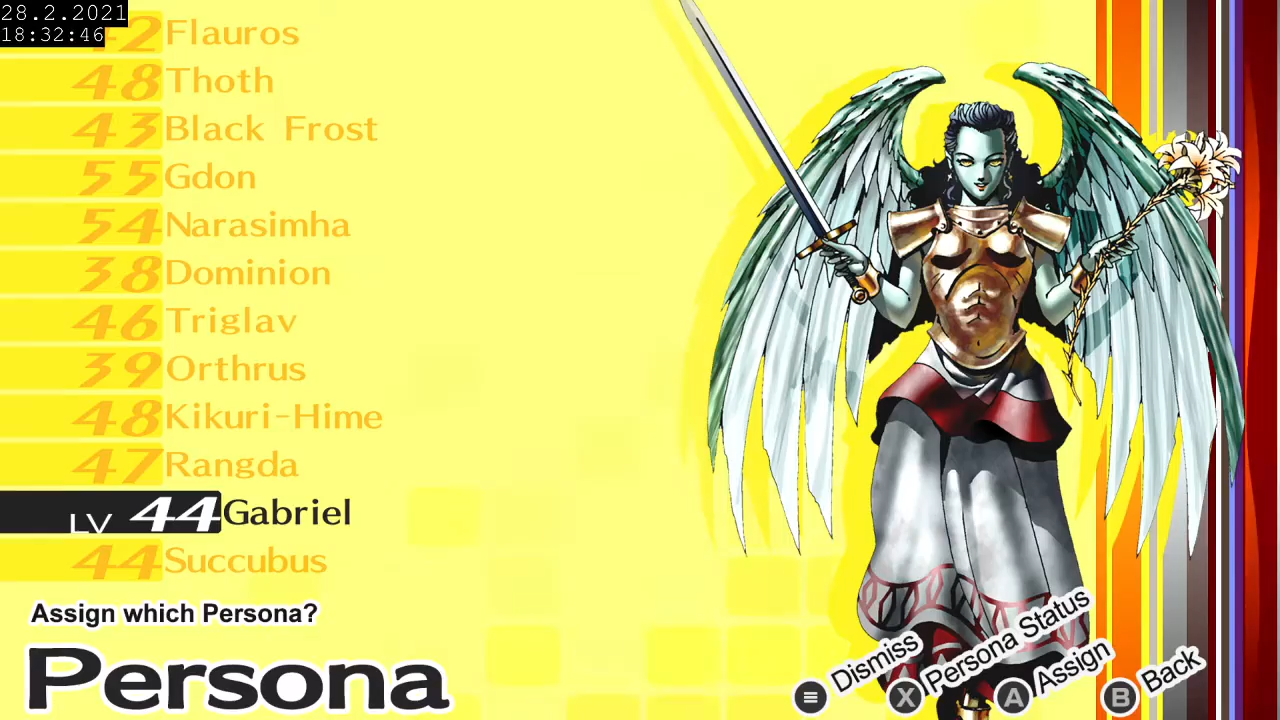 28.2.2021
18:32:46
2 Flauros
48 Thoth
43 Black Frost
55 Gdon
54 Narasimha
38 Dominion
46 Triglav
39 Orthrus
48 Kikuri-Hime
47 Rangda
LV 44 Gabriel
44 Succubus
Assign which Persona?
Persona
Dismiss
X Persona Status
A Assign
B Back